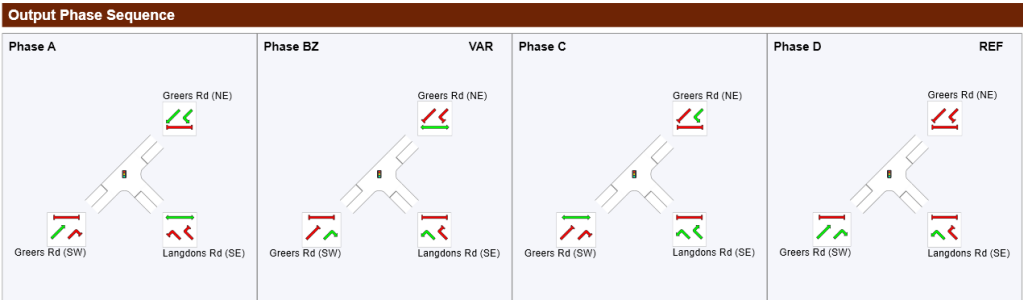 Output Phase Sequence
Phase A
Greers Rd (NE)
Greers Rd (SW)
Langdons Rd (SE)
Phase BZ VAR
Greers Rd (NE)
Greers Rd (SW)
Langdons Rd (SE)
Phase C
Greers Rd (NE)
Greers Rd (SW)
Langdons Rd (SE)
Phase D REF
Greers Rd (NE)
Greers Rd (SW)
Langdons Rd (SE)